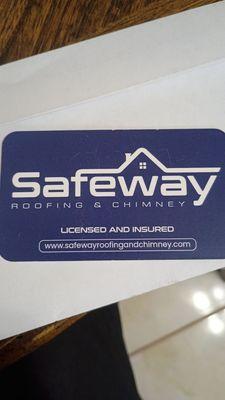 Safeway
ROOFING & CHIMNEY
LICENSED AND INSURED
www.safewayroofingandchimney.com